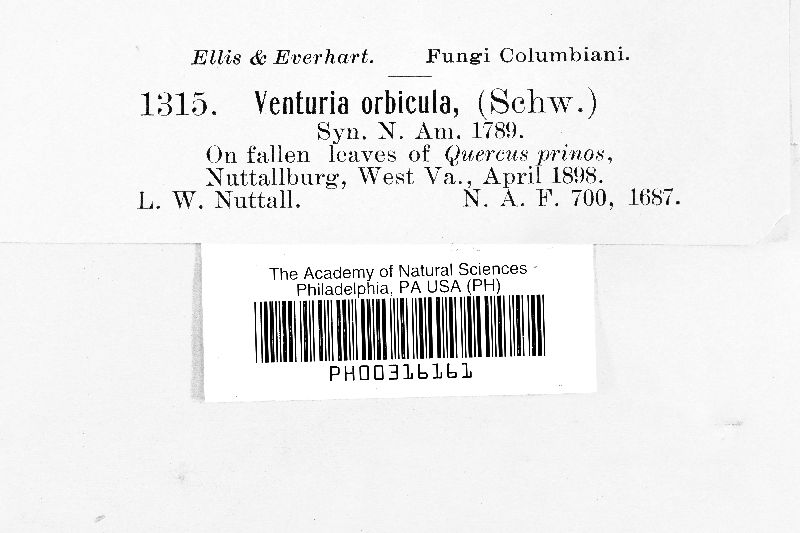 Ellis & Everhart. Fungi Columbiani.
1315. Venturia orbicula, (Schw.)
Syn. N. Am. 1789.
On fallen leaves of Quercus prinos,
Nuttallburg, West Va., April 1898.
L. W. Nuttall. N. A. F. 700, 1687.
The Academy of Natural Sciences
Philadelphia, PA USA (PH)
PH00316161